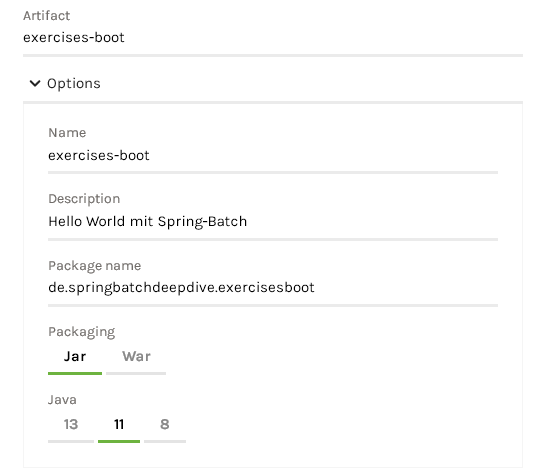 Artifact
exercises-boot
Options
Name
exercises-boot
Description
Hello World mit Spring-Batch
Package name
de.springbatchdeepdive.exercisesboot
Packaging
Jar War
Java
13 11 8